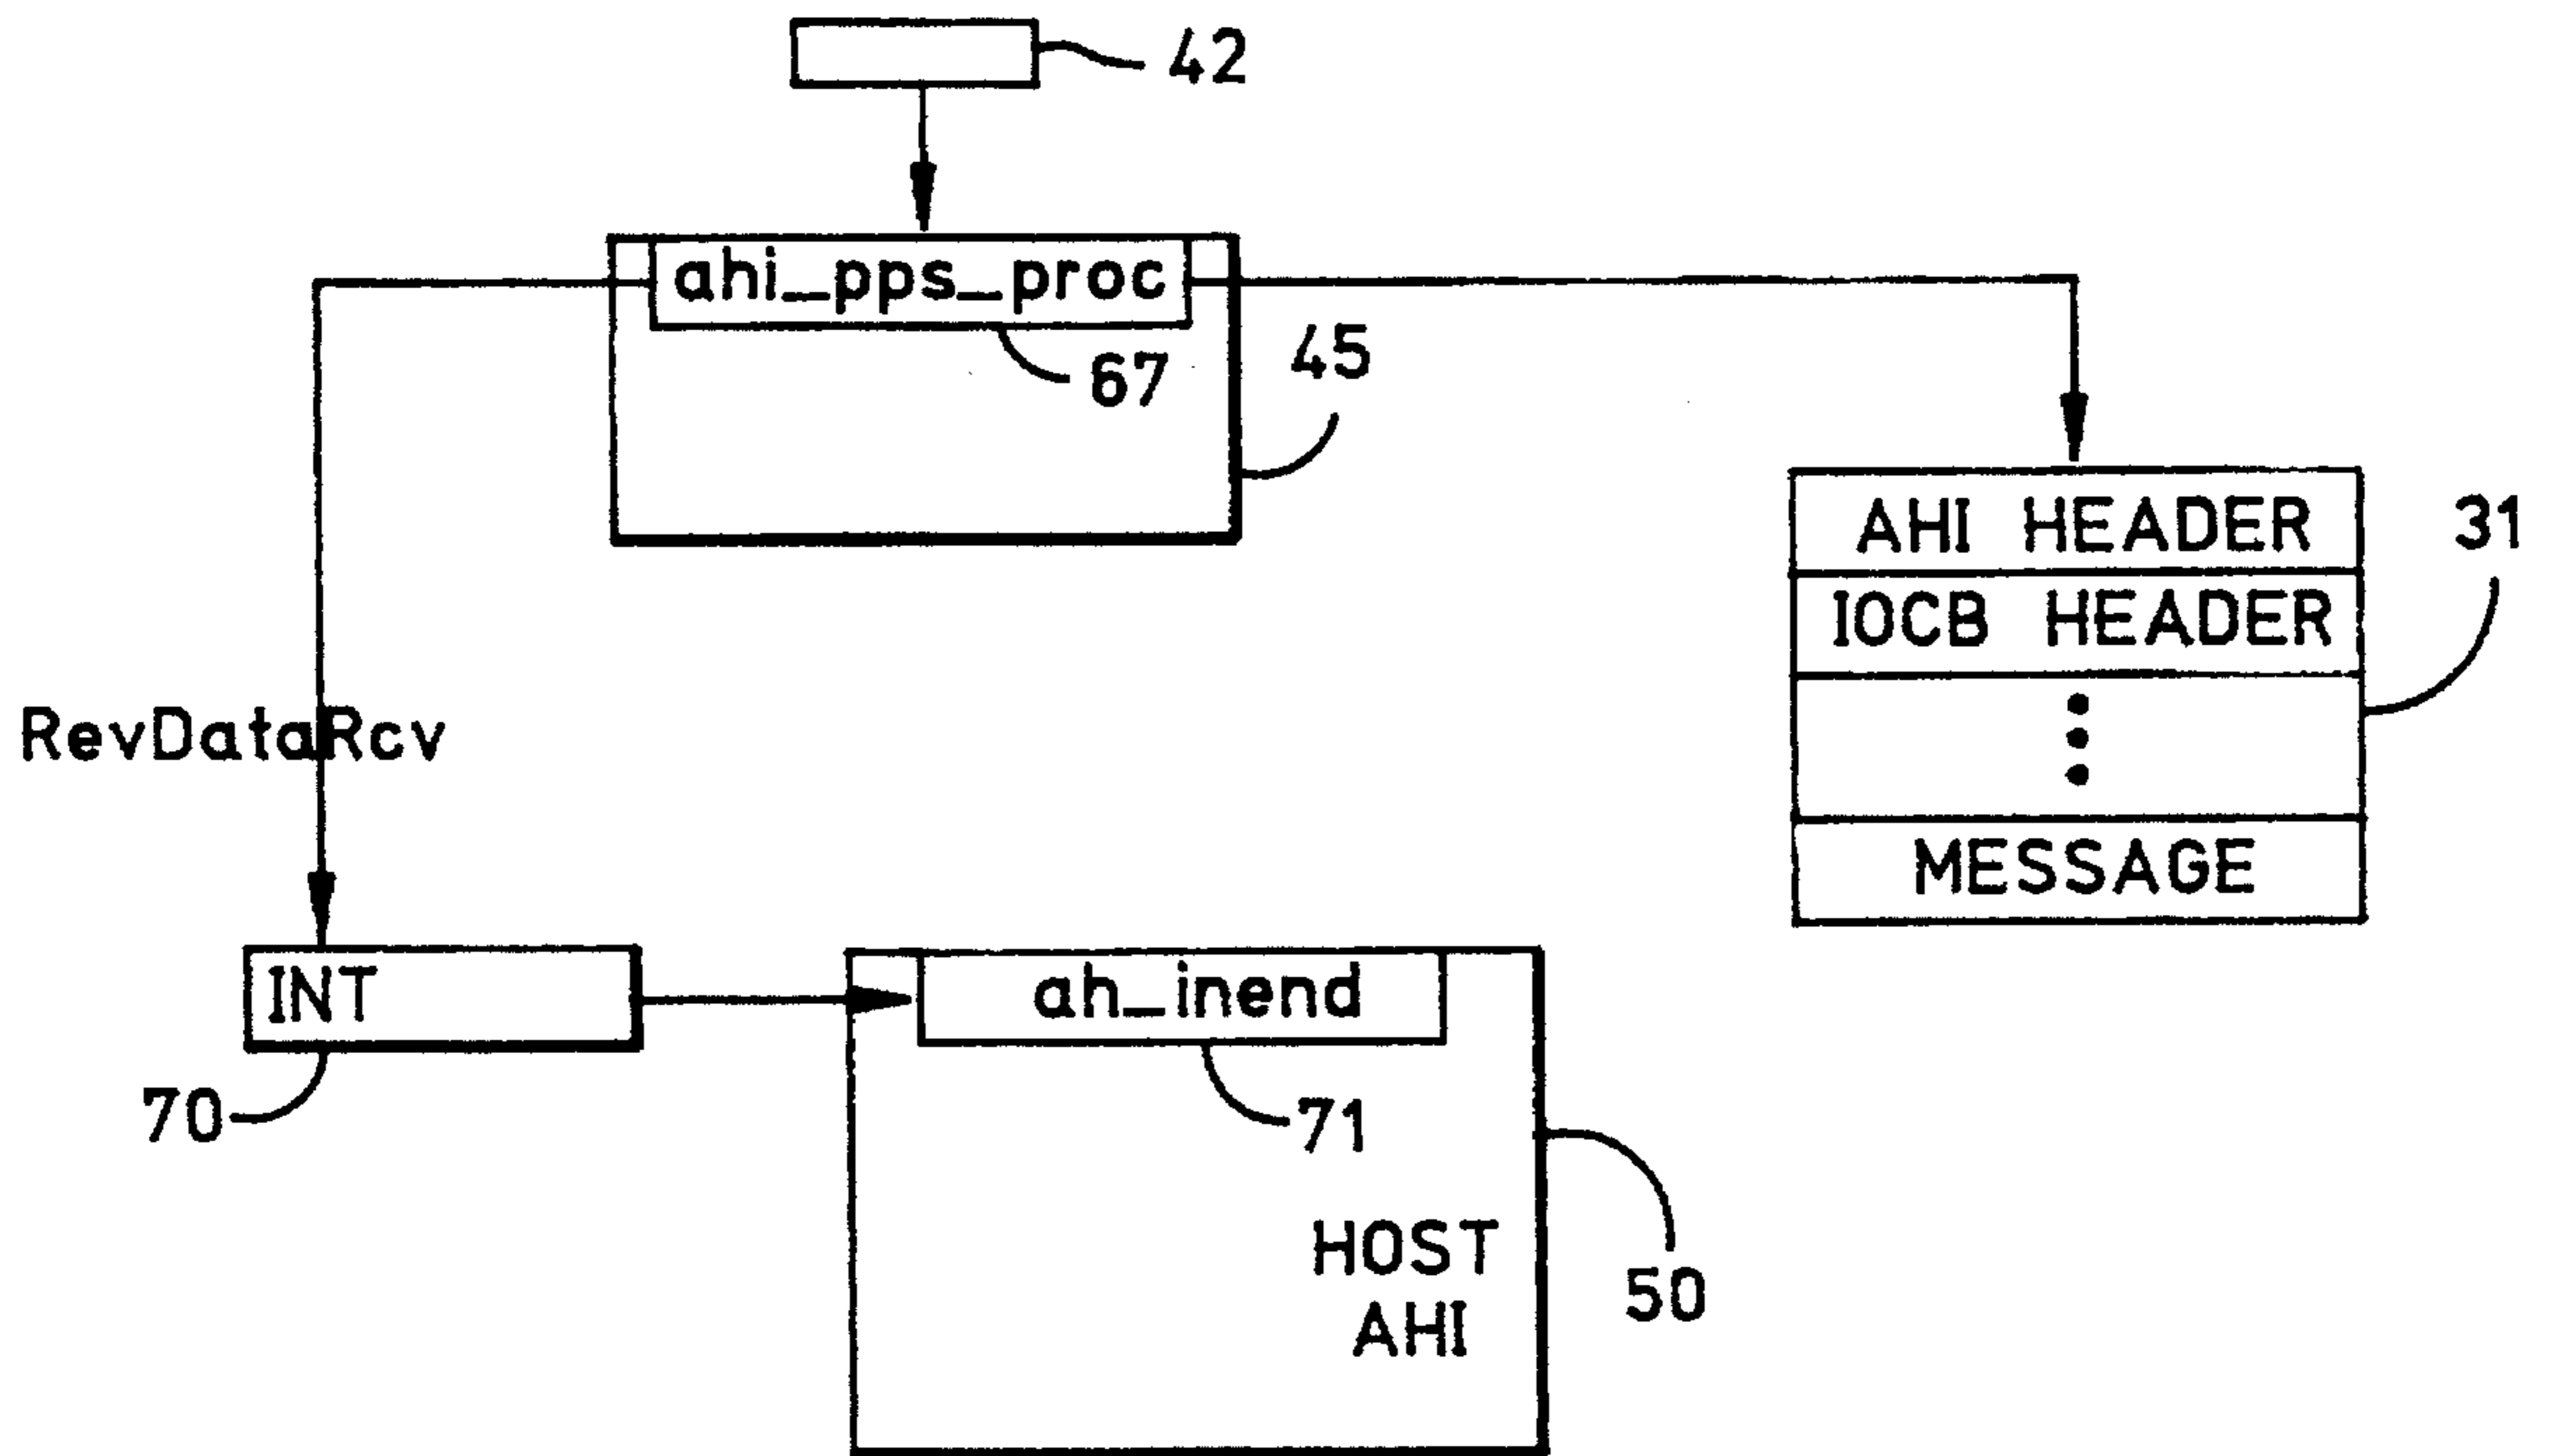 42
ahi_pps_proc
67
45
AHI HEADER
31
IOCB HEADER
RevDataRcv
MESSAGE
INT
ah_inend
70
71
HOST
AHI
50